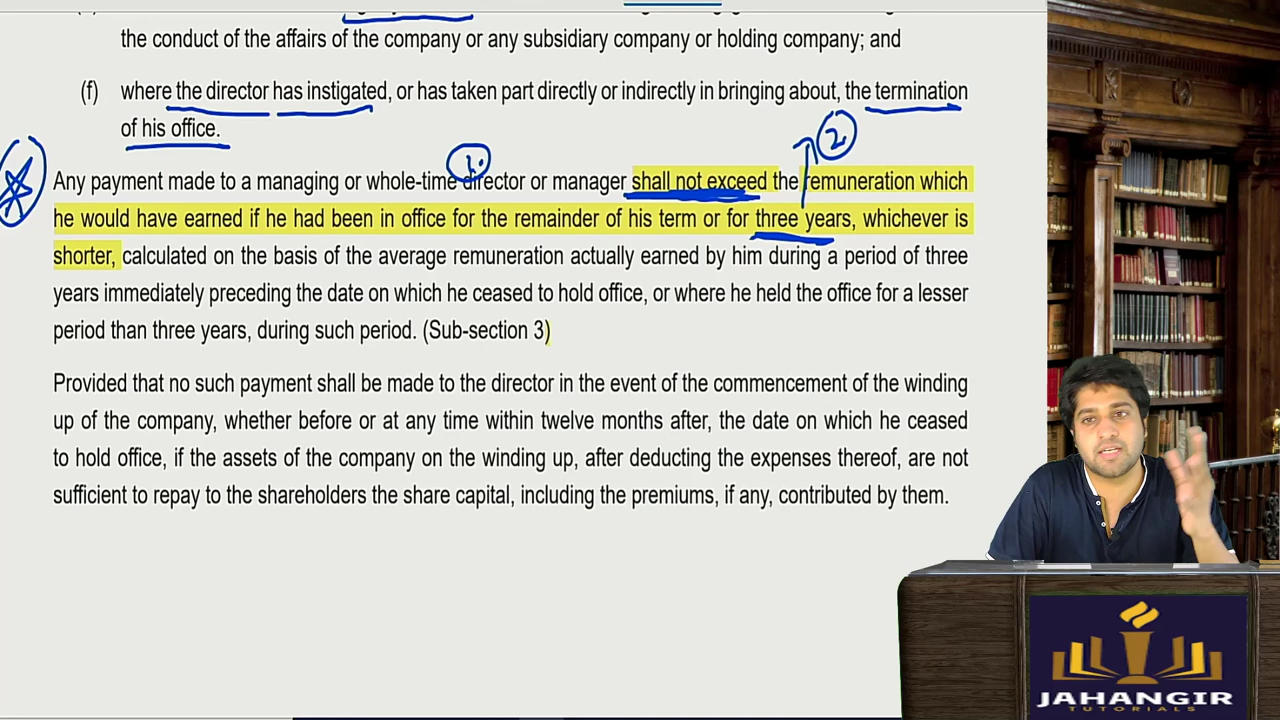 the conduct of the affairs of the company or any subsidiary company or holding company; and
(f) where the director has instigated, or has taken part directly or indirectly in bringing about, the termination
of his office.
2
1.
Any payment made to a managing or whole-time director or manager shall not exceed the remuneration which
he would have earned if he had been in office for the remainder of his term or for three years, whichever is
shorter, calculated on the basis of the average remuneration actually earned by him during a period of three
years immediately preceding the date on which he ceased to hold office, or where he held the office for a lesser
period than three years, during such period. (Sub-section 3)
Provided that no such payment shall be made to the director in the event of the commencement of the winding
up of the company, whether before or at any time within twelve months after, the date on which he ceased
to hold office, if the assets of the company on the winding up, after deducting the expenses thereof, are not
sufficient to repay to the shareholders the share capital, including the premiums, if any, contributed by them.
JAHANGIR
TUTORIALS